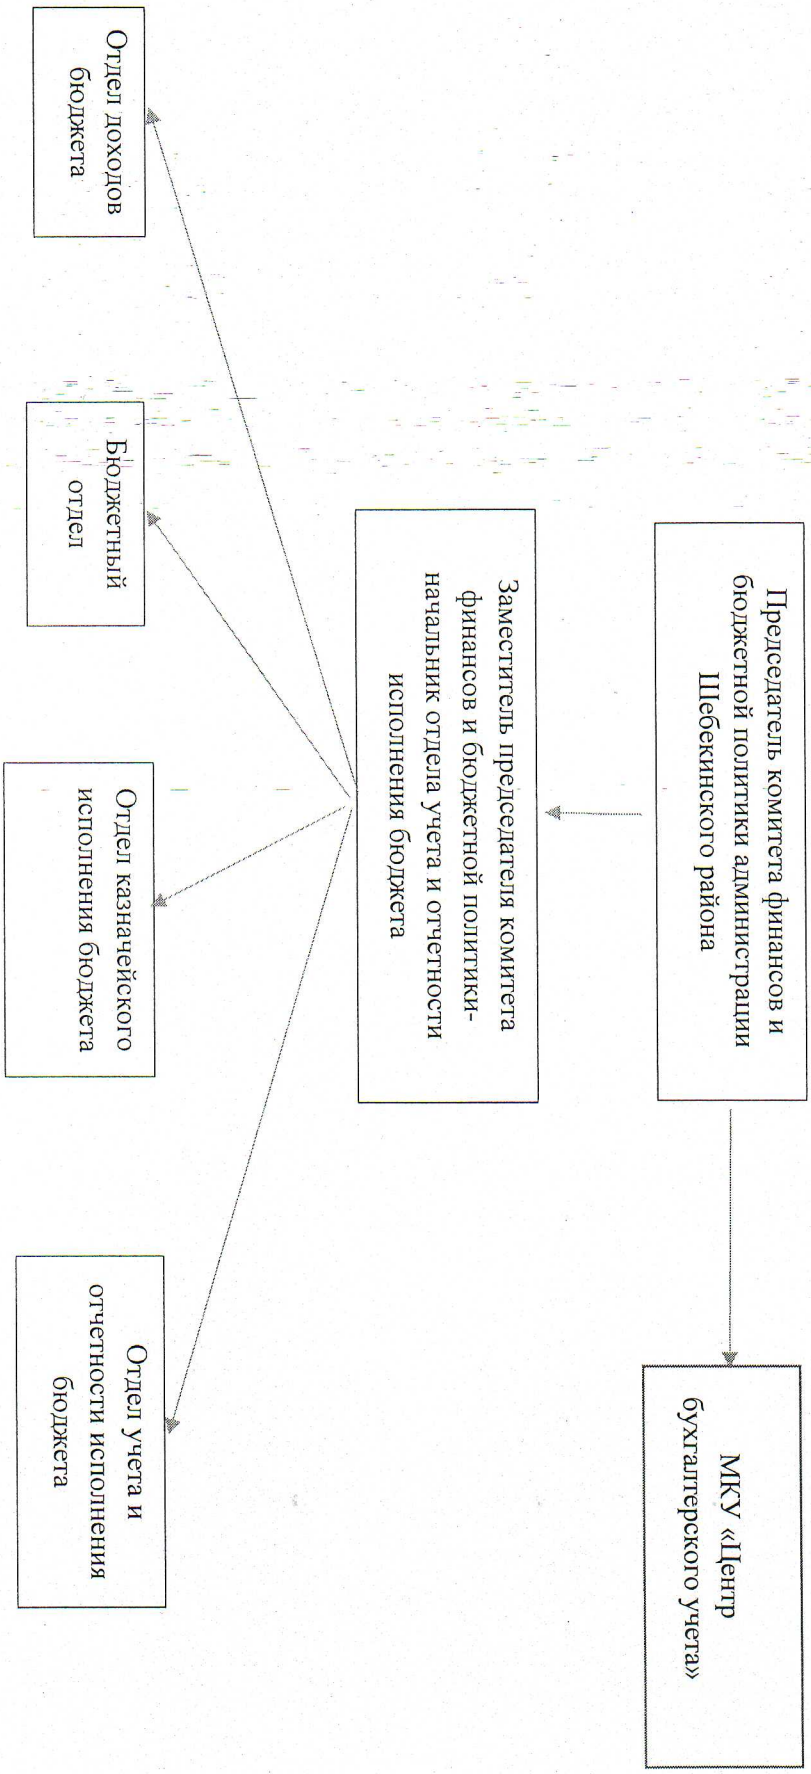 Председатель комитета финансов и
бюджетной политики администрации
Шебекинского района
МКУ «Центр
бухгалтерского учета»
Заместитель председателя комитета
финансов и бюджетной политики-
начальник отдела учета и отчетности
исполнения бюджета
Отдел доходов
бюджета
Бюджетный
отдел
Отдел казначейского
исполнения бюджета
Отдел учета и
отчетности исполнения
бюджета